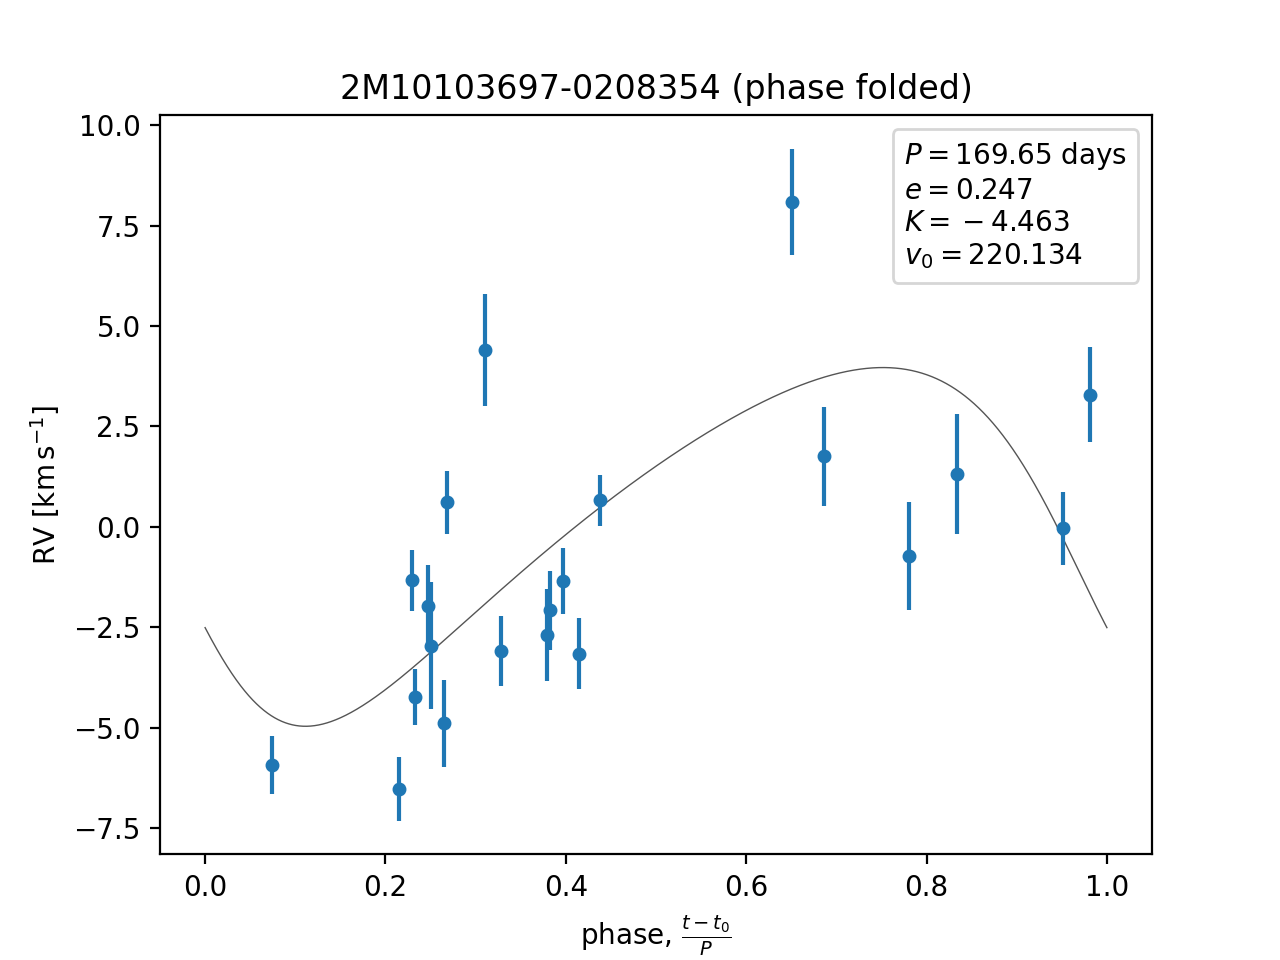 2M10103697-0208354 (phase folded)
10.0
7.5
5.0
2.5
0.0
−2.5
−5.0
−7.5
RV [km s⁻¹]
P = 169.65 days
e = 0.247
K = −4.463
v₀ = 220.134
0.0 0.2 0.4 0.6 0.8 1.0
phase, (t − t₀)/P